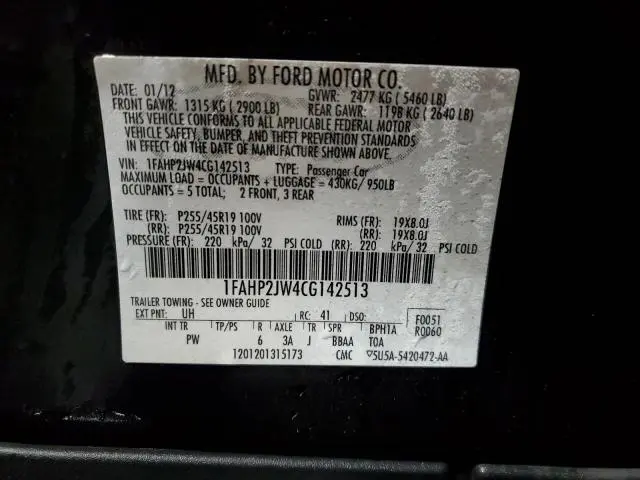 MFD. BY FORD MOTOR CO.
DATE: 01/12 GVWR: 2477 KG ( 5460 LB)
FRONT GAWR: 1315 KG ( 2900 LB) REAR GAWR: 1198 KG ( 2640 LB)
THIS VEHICLE CONFORMS TO ALL APPLICABLE FEDERAL MOTOR
VEHICLE SAFETY, BUMPER, AND THEFT PREVENTION STANDARDS
IN EFFECT ON THE DATE OF MANUFACTURE SHOWN ABOVE.
VIN: 1FAHP2JW4CG142513 TYPE: Passenger Car
MAXIMUM LOAD = OCCUPANTS + LUGGAGE = 430KG/ 950LB
OCCUPANTS = 5 TOTAL; 2 FRONT, 3 REAR
TIRE (FR): P255/45R19 100V RIMS (FR): 19X8.0J
(RR): P255/45R19 100V (RR): 19X8.0J
PRESSURE (FR): 220 kPa/ 32 PSI COLD (RR): 220 kPa/ 32 PSI COLD
1FAHP2JW4CG142513
TRAILER TOWING - SEE OWNER GUIDE
EXT PNT: UH RC: 41 DSO: F0051
R0060
INT TR TP/PS R AXLE TR SPR BPH1A
PW 6 3A J BBAA TOA
1201201315173 CMC ▽5U5A-5420472-AA